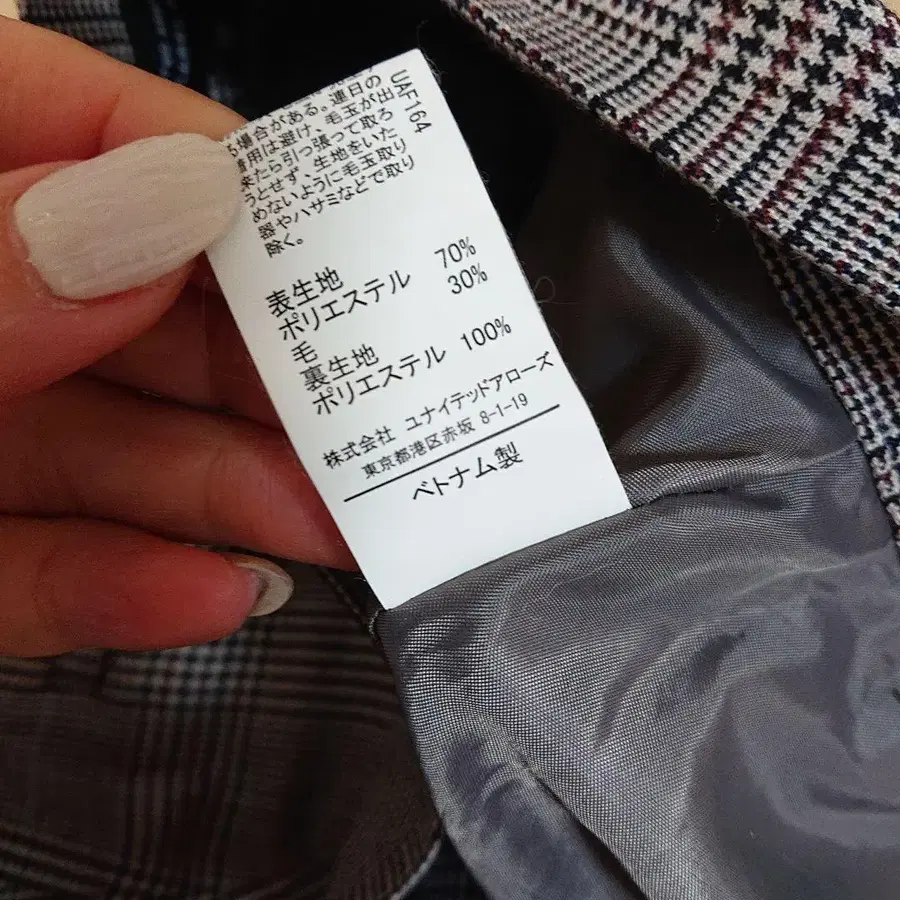 る場合がある。連日の
着用は避け、毛玉が出
来たら引っ張って取ろ
うとせず、生地をいた
めないように毛玉取り
器やハサミなどで取り
除く。
UAF164
表生地
ポリエステル 70%
毛 30%
裏生地
ポリエステル 100%
株式会社 ユナイテッドアローズ
東京都港区赤坂 8-1-19
ベトナム製